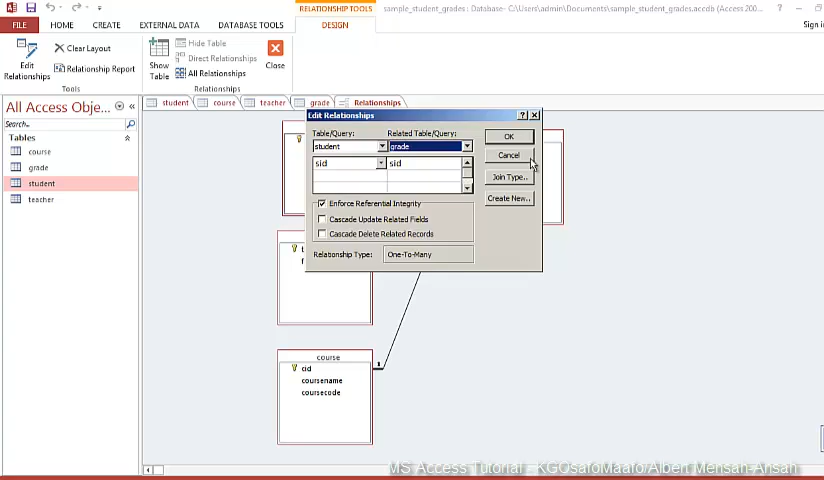 RELATIONSHIP TOOLS
sample_student_grades : Database- C:\Users\admin\Documents\sample_student_grades.accdb (Access 200...
FILE HOME CREATE EXTERNAL DATA DATABASE TOOLS DESIGN
Sign in
Edit Relationships
Clear Layout
Relationship Report
Tools
Show Table
Hide Table
Direct Relationships
All Relationships
Relationships
Close
All Access Obje...
Search...
Tables
course
grade
student
teacher
student course teacher grade Relationships
Edit Relationships
Table/Query: Related Table/Query:
student grade
sid sid
Enforce Referential Integrity
Cascade Update Related Fields
Cascade Delete Related Records
Relationship Type: One-To-Many
OK
Cancel
Join Type..
Create New..
course
cid
coursename
coursecode
MS Access Tutorial - KGOsafoMaafo/Albert Mensah-Ansah